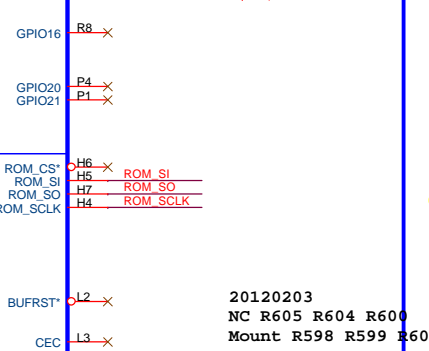 GPIO16 R8
GPIO20 P4
GPIO21 P1
ROM_CS* H6
ROM_SI H5 ROM_SI
ROM_SO H7 ROM_SO
ROM_SCLK H4 ROM_SCLK
BUFRST* L2
20120203
NC R605 R604 R600
Mount R598 R599 R60
CEC L3